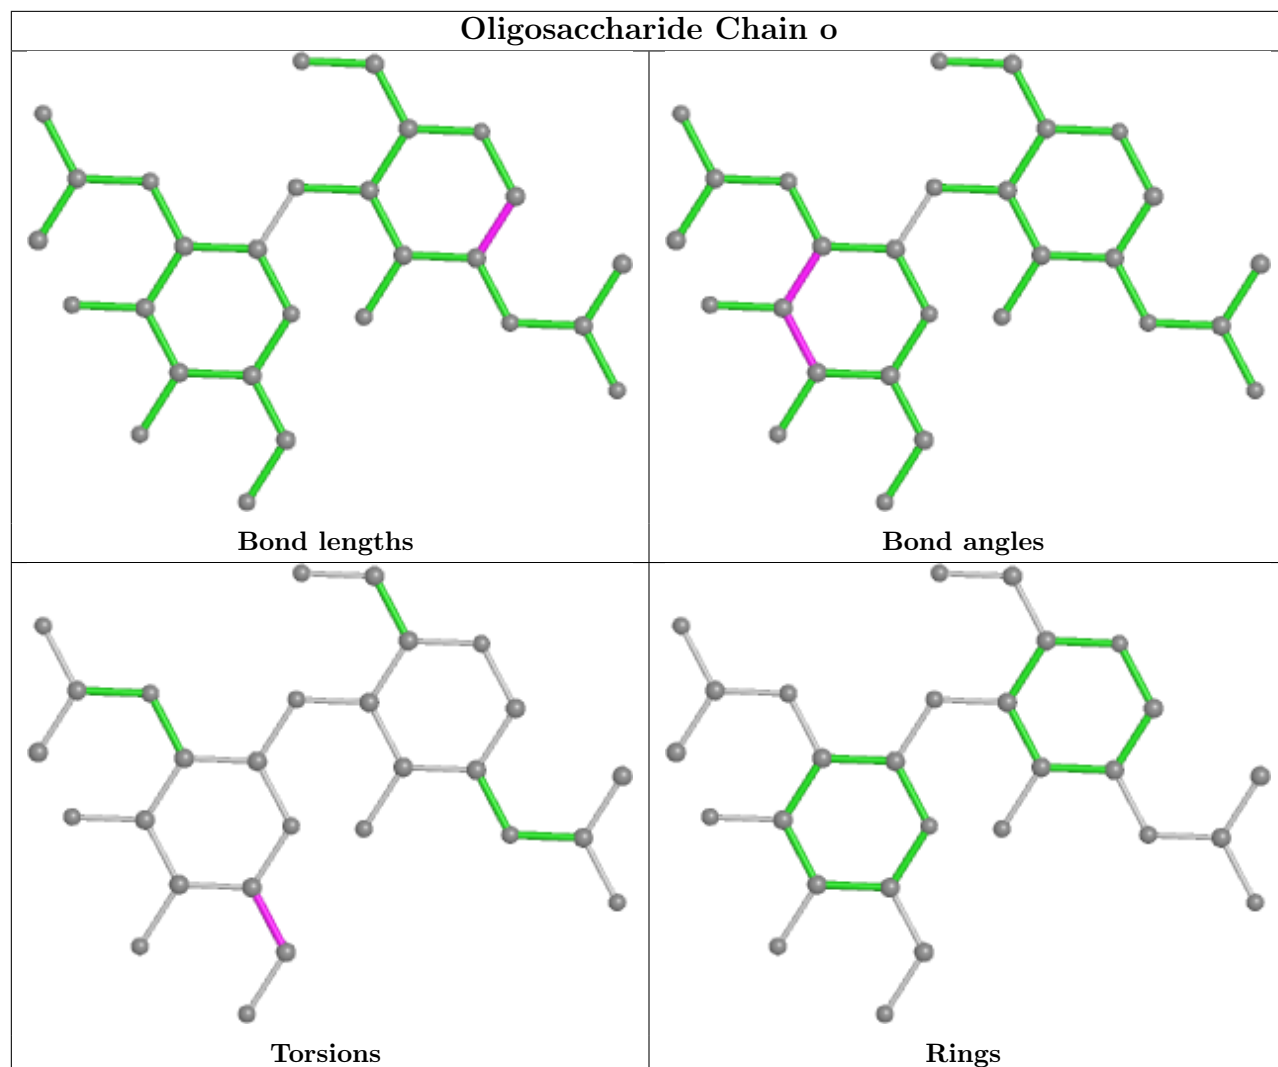 Oligosaccharide Chain o
Bond lengths
Bond angles
Torsions
Rings